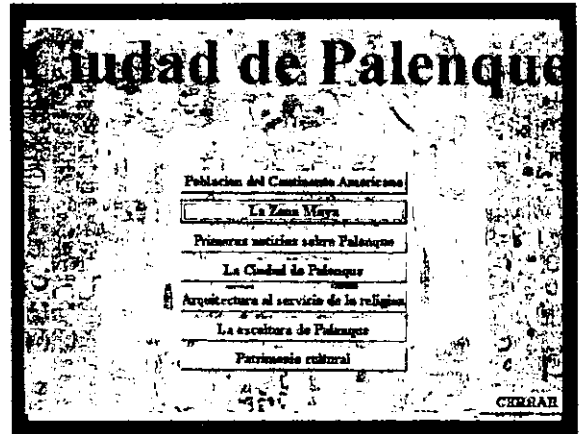 Ciudad de Palenque
Poblacion del Continente Americano
La Zona Maya
Primeras noticias sobre Palenque
La Ciudad de Palenque
Arquitectura al servicio de la religion
La escritura de Palenque
Patrimonio cultural
CERRAR